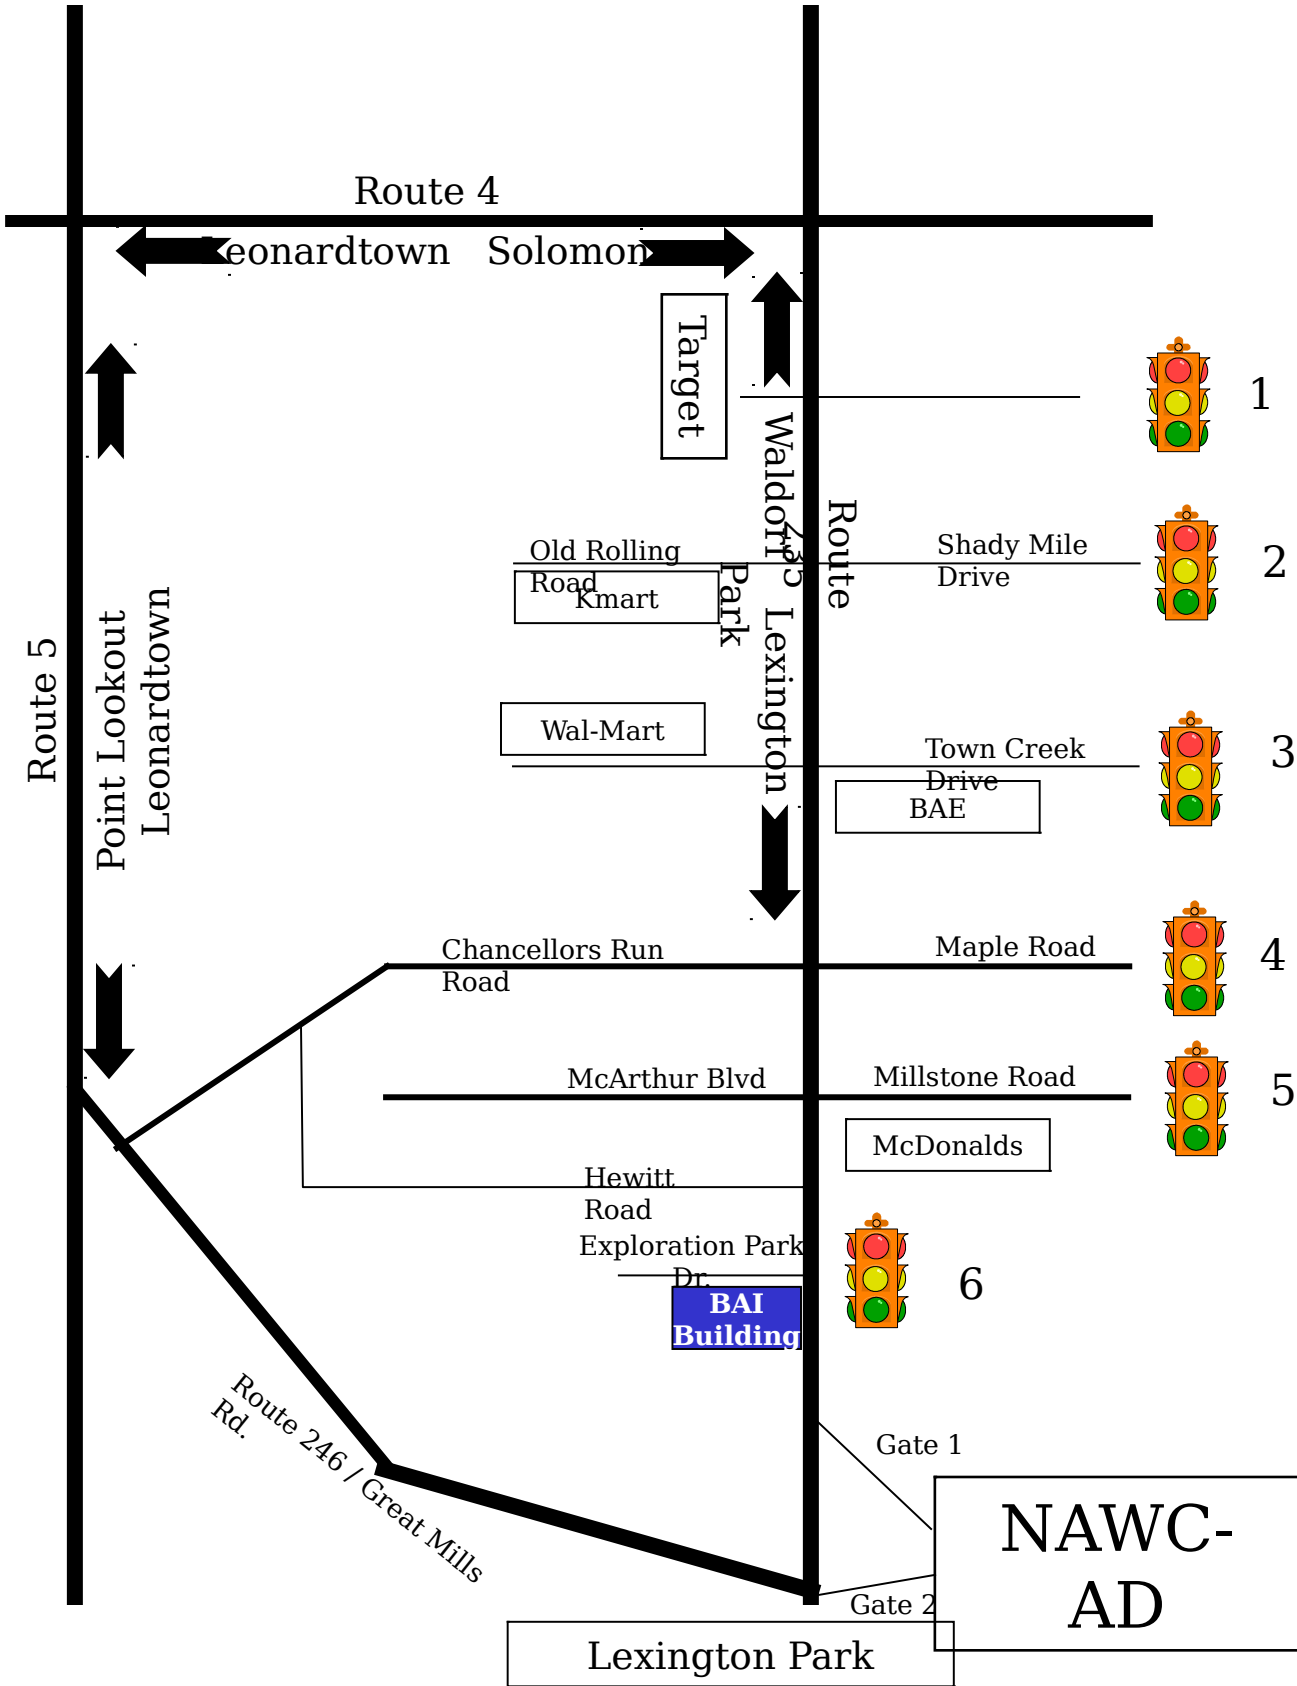 Route 4
Leonardtown Solomon
Target
1
Waldorf Lexington
Park
Route
235
Old Rolling
Road
Shady Mile
Drive
2
Kmart
Route 5
Point Lookout
Leonardtown
Wal-Mart
Town Creek
Drive
3
BAE
Chancellors Run
Road
Maple Road
4
McArthur Blvd
Millstone Road
5
McDonalds
Hewitt
Road
Exploration Park
Dr.
6
BAI
Building
Route 246 / Great Mills
Rd.
Gate 1
NAWC-
AD
Gate 2
Lexington Park